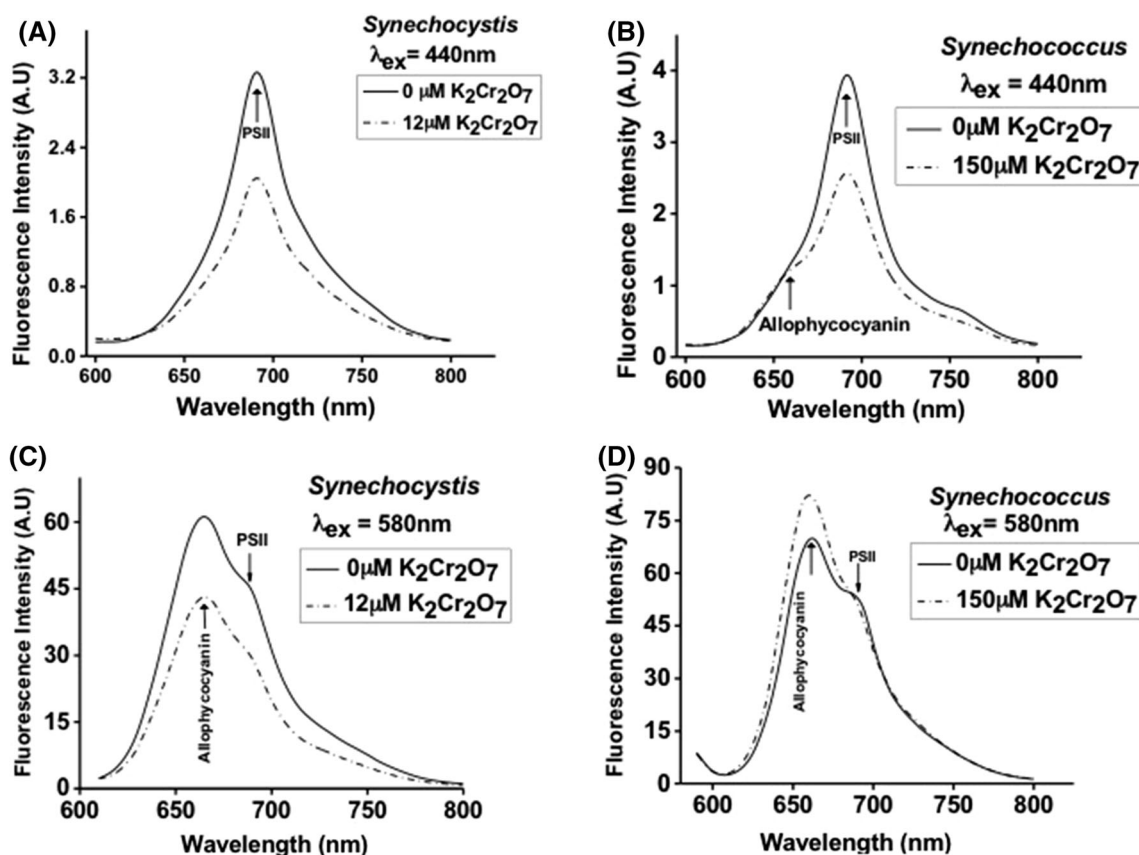 (A)
Synechocystis
λex= 440nm
0 μM K2Cr2O7
12μM K2Cr2O7
PSII
Fluorescence Intensity (A.U)
3.2
2.4
1.6
0.8
0.0
600 650 700 750 800
Wavelength (nm)
(B)
Synechococcus
λex = 440nm
0μM K2Cr2O7
150μM K2Cr2O7
PSII
Allophycocyanin
Fluorescence Intensity (A.U)
4
3
2
1
0
600 650 700 750 800
Wavelength (nm)
(C)
Synechocystis
λex = 580nm
0μM K2Cr2O7
12μM K2Cr2O7
PSII
Allophycocyanin
Fluorescence Intensity (A.U)
60
45
30
15
0
600 650 700 750 800
Wavelength (nm)
(D)
Synechococcus
λex = 580nm
0μM K2Cr2O7
150μM K2Cr2O7
PSII
Allophycocyanin
Fluorescence Intensity (A.U)
90
75
60
45
30
15
0
600 650 700 750 800
Wavelength (nm)